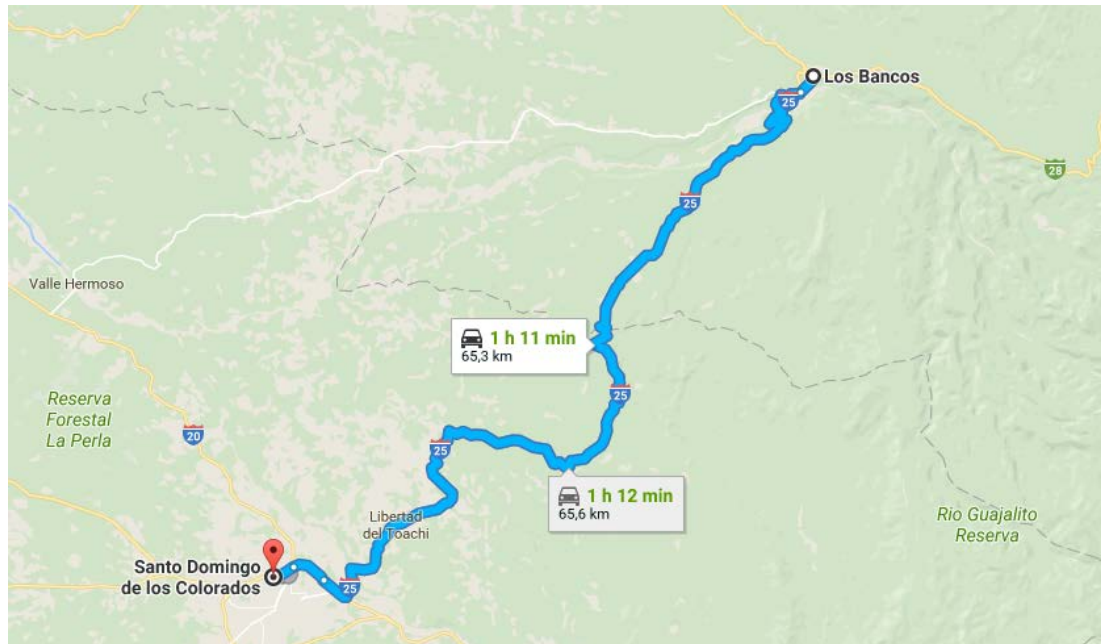 Los Bancos
25
28
25
Valle Hermoso
1 h 11 min
65,3 km
25
Reserva
Forestal
La Perla
20
25
1 h 12 min
65,6 km
Libertad
del Toachi
Rio Guajalito
Reserva
Santo Domingo
de los Colorados
25